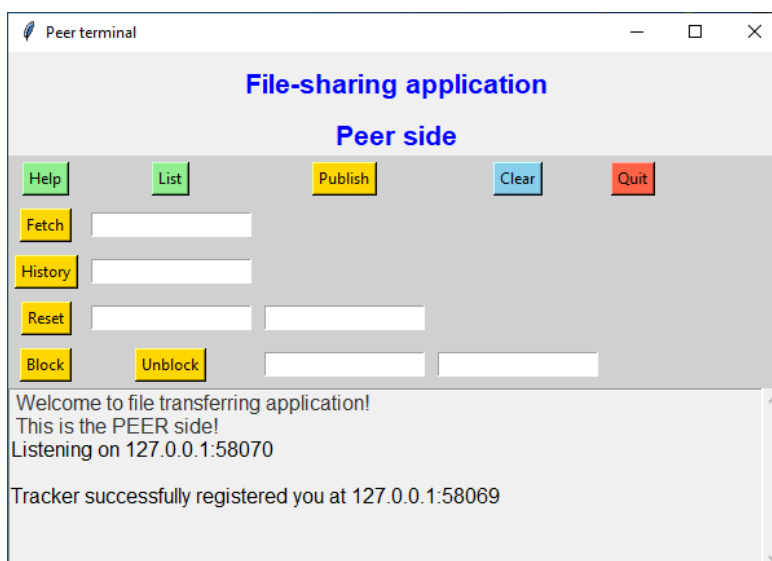 Peer terminal
File-sharing application
Peer side
Help List Publish Clear Quit
Fetch
History
Reset
Block Unblock
Welcome to file transferring application!
This is the PEER side!
Listening on 127.0.0.1:58070
Tracker successfully registered you at 127.0.0.1:58069